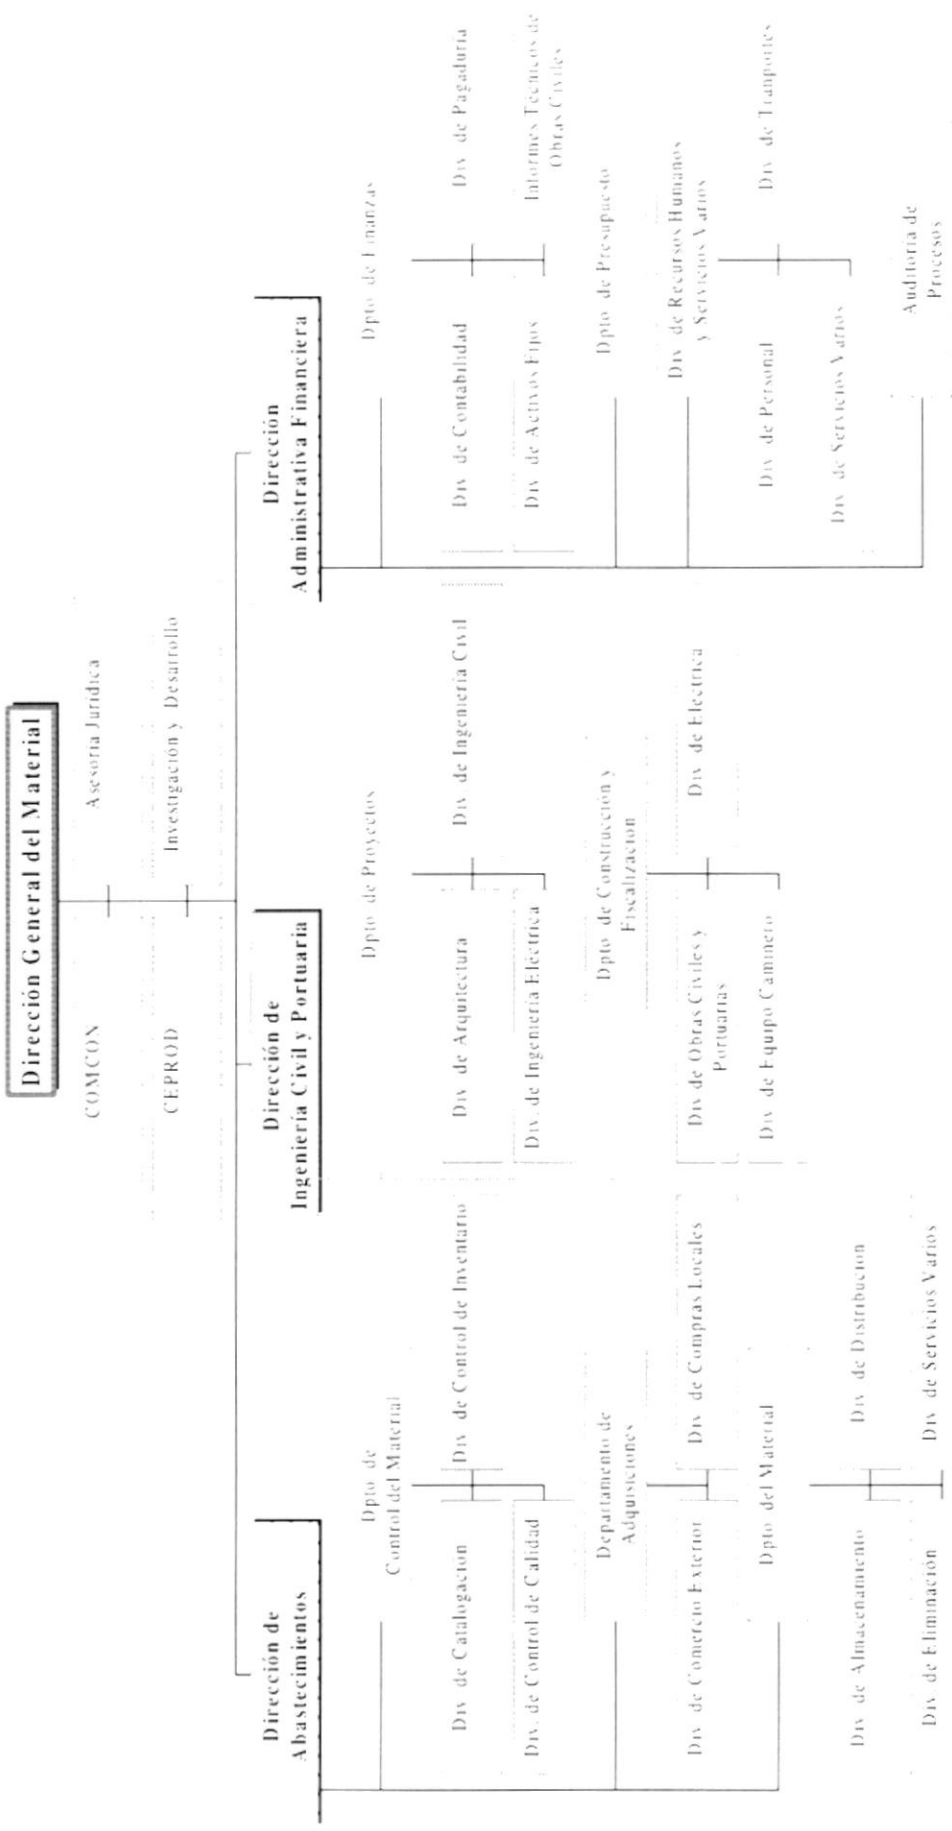 Dirección General del Material
COMCON
Asesoría Jurídica
CEPROD
Investigación y Desarrollo
Dirección de
Abastecimientos
Dpto de
Control del Material
Div de Catalogación
Div de Control de Inventario
Div. de Control de Calidad
Departamento de
Adquisiciones
Div de Comercio Exterior
Div de Compras Locales
Dpto del Material
Div de Almacenamiento
Div de Distribucion
Div de Eliminación
Div de Servicios Varios
Dirección de
Ingeniería Civil y Portuaria
Dpto de Proyectos
Div de Arquitectura
Div de Ingeniería Civil
Div. de Ingeniería Eléctrica
Dpto de Construcción y
Fiscalización
Div de Obras Civiles y
Portuarias
Div de Electrica
Div de Equipo Caminero
Dirección
Administrativa Financiera
Dpto de Finanzas
Div de Contabilidad
Div de Pagaduría
Div de Activos Fijos
Informes Técnicos de
Obras Civiles
Dpto de Presupuesto
Div de Recursos Humanos
y Servicios Varios
Div de Personal
Div de Tranportes
Div de Servicios Varios
Auditoria de
Procesos